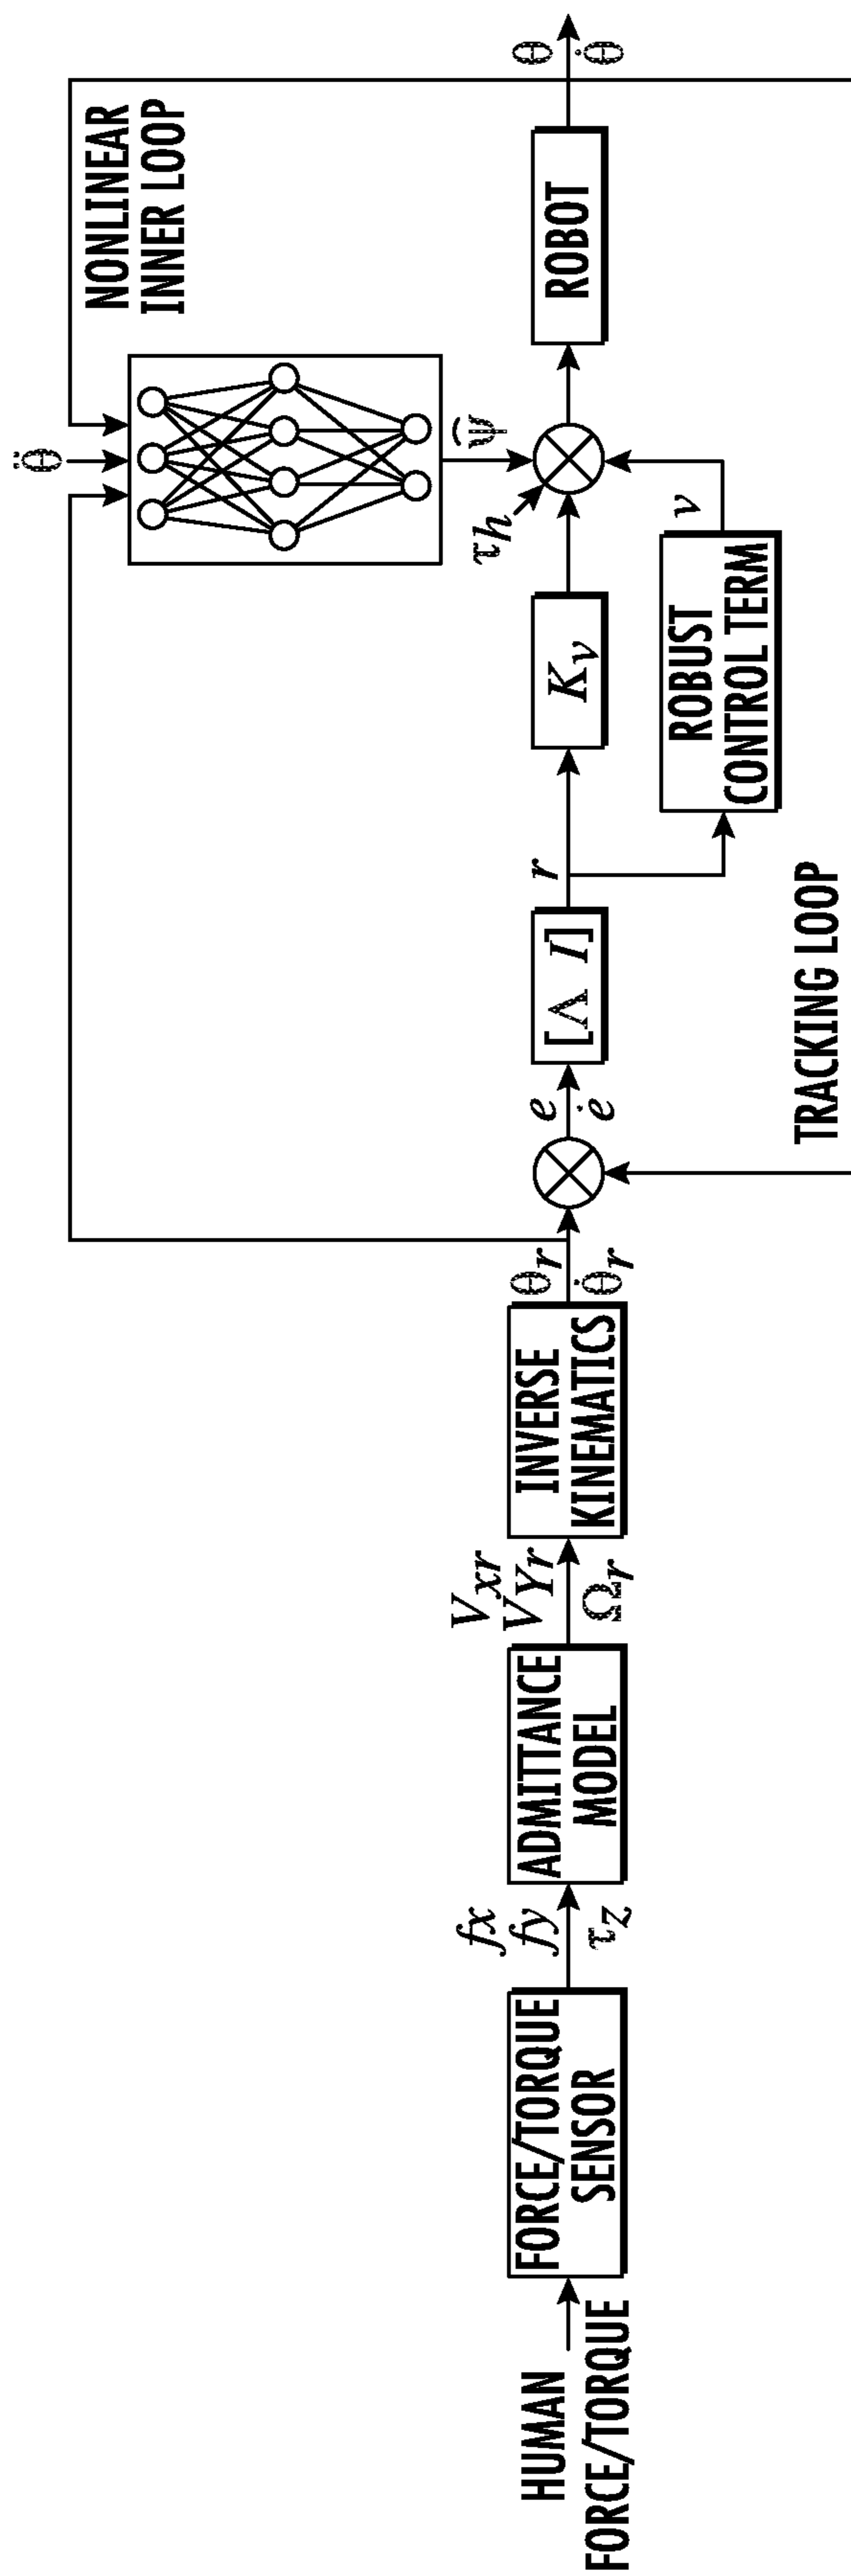 HUMAN
FORCE/TORQUE
FORCE/TORQUE
SENSOR
fx
fy
τz
ADMITTANCE
MODEL
Vxr
VYr
Ωr
INVERSE
KINEMATICS
θr
θ̇r
e
ė
[Λ I]
r
Kv
ROBUST
CONTROL TERM
v
τh
ψ̂
θ̈
NONLINEAR
INNER LOOP
ROBOT
θ
θ̇
TRACKING LOOP